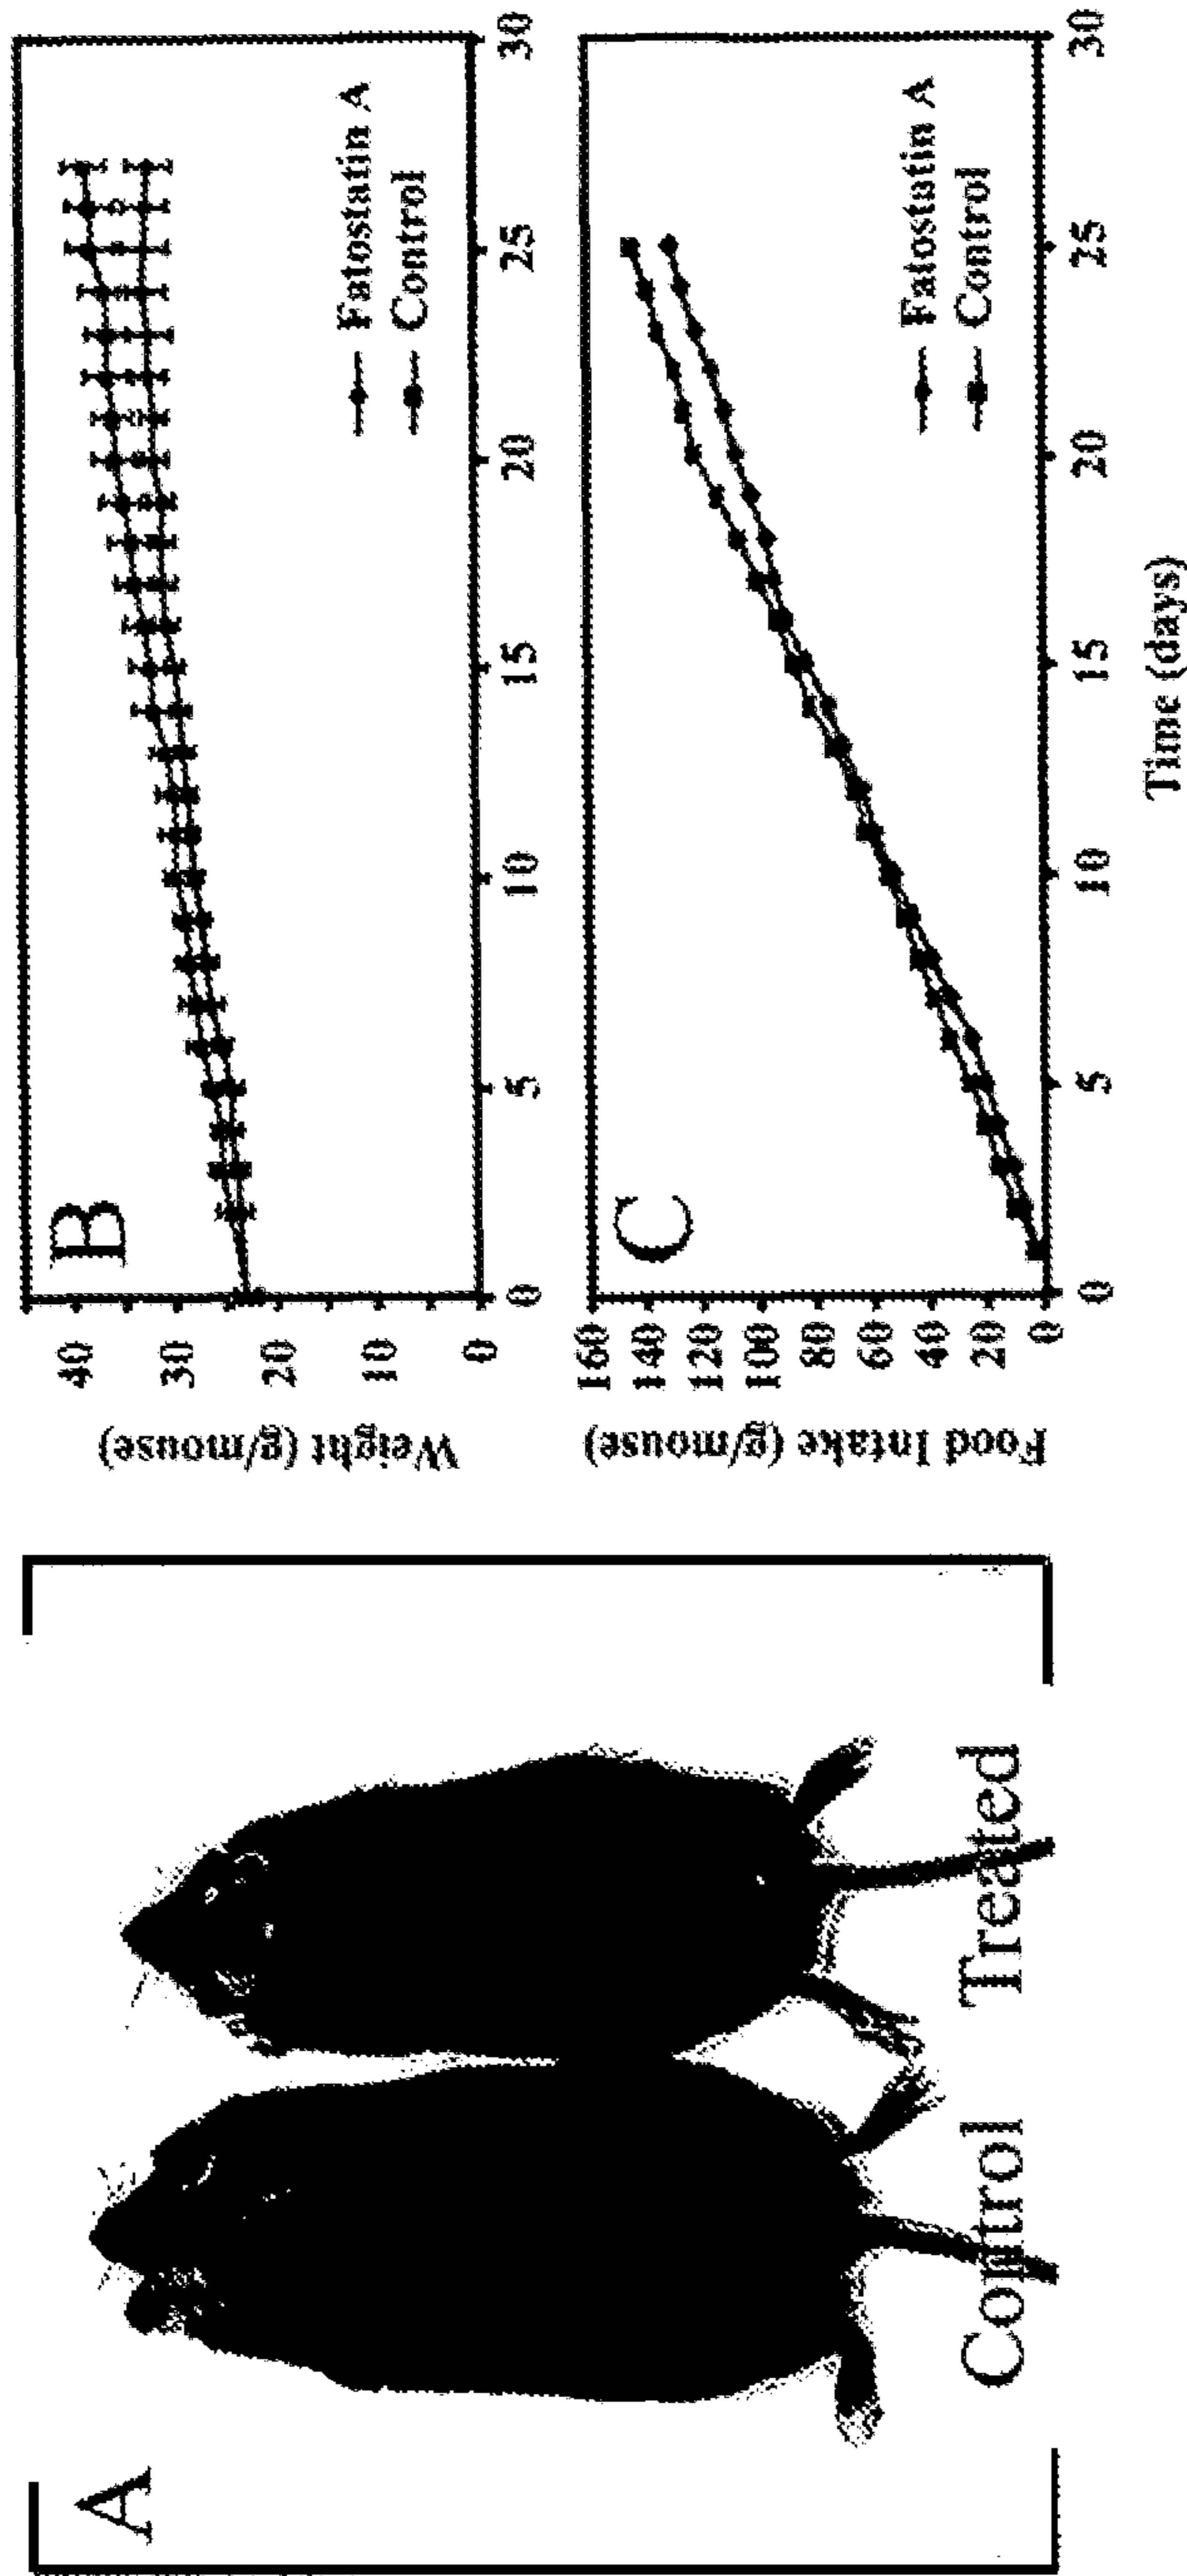 A
Control
Treated
B
Weight (g/mouse)
40
30
20
10
0
0
5
10
15
20
25
30
Fatostatin A
Control
C
Food Intake (g/mouse)
160
140
120
100
80
60
40
20
0
0
5
10
15
20
25
30
Fatostatin A
Control
Time (days)